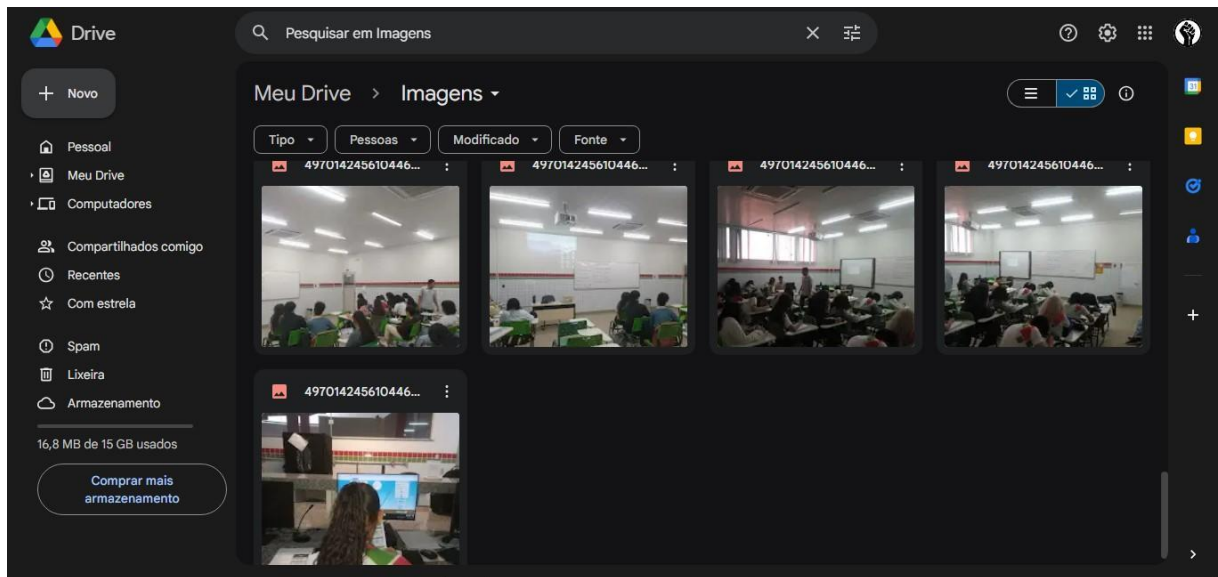 Drive
Pesquisar em Imagens
Novo
Meu Drive > Imagens
Tipo
Pessoas
Modificado
Fonte
Pessoal
Meu Drive
Computadores
Compartilhados comigo
Recentes
Com estrela
Spam
Lixeira
Armazenamento
16,8 MB de 15 GB usados
Comprar mais
armazenamento
497014245610446...
497014245610446...
497014245610446...
497014245610446...
497014245610446...
31